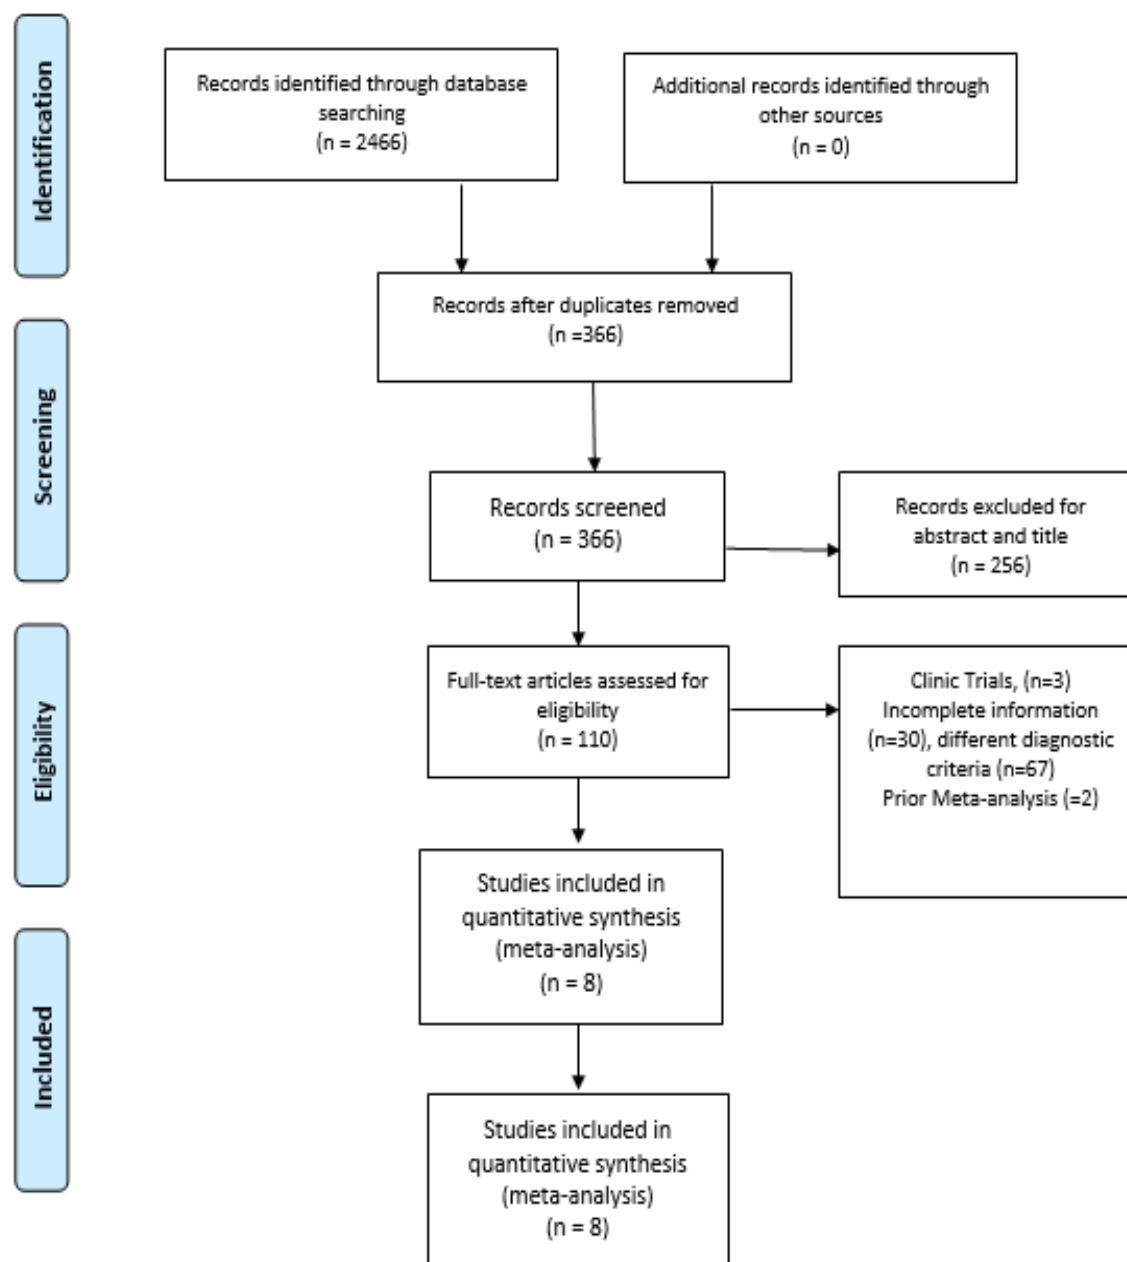 Identification
Records identified through database
searching
(n = 2466)
Additional records identified through
other sources
(n = 0)
Records after duplicates removed
(n =366)
Screening
Records screened
(n = 366)
Records excluded for
abstract and title
(n = 256)
Eligibility
Full-text articles assessed for
eligibility
(n = 110)
Clinic Trials, (n=3)
Incomplete information
(n=30), different diagnostic
criteria (n=67)
Prior Meta-analysis (=2)
Studies included in
quantitative synthesis
(meta-analysis)
(n = 8)
Included
Studies included in
quantitative synthesis
(meta-analysis)
(n = 8)